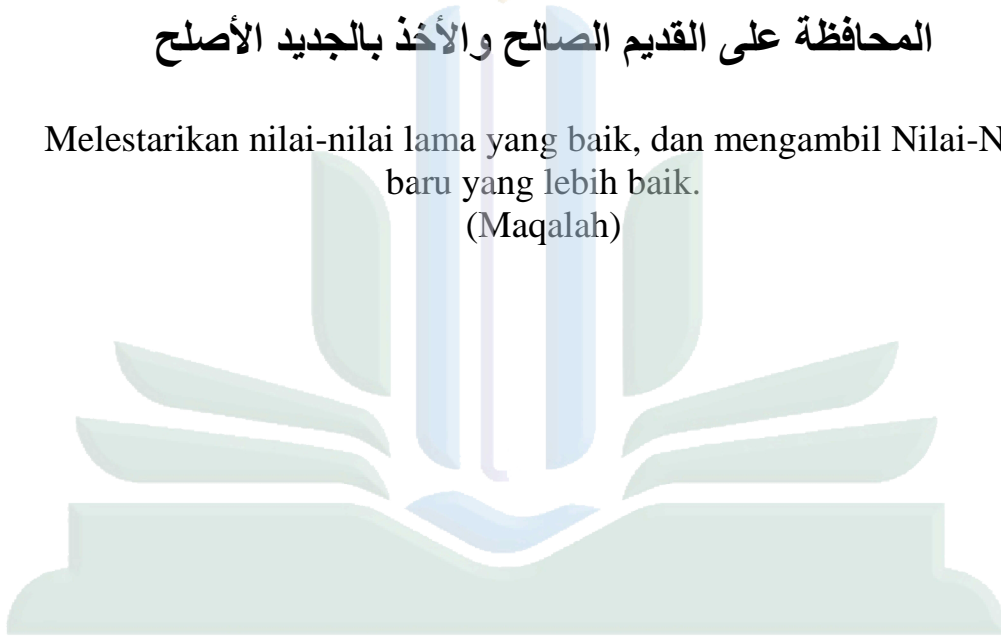 المحافظة على القديم الصالح والأخذ بالجديد الأصلح
Melestarikan nilai-nilai lama yang baik, dan mengambil
baru yang lebih baik.
(Maqalah)